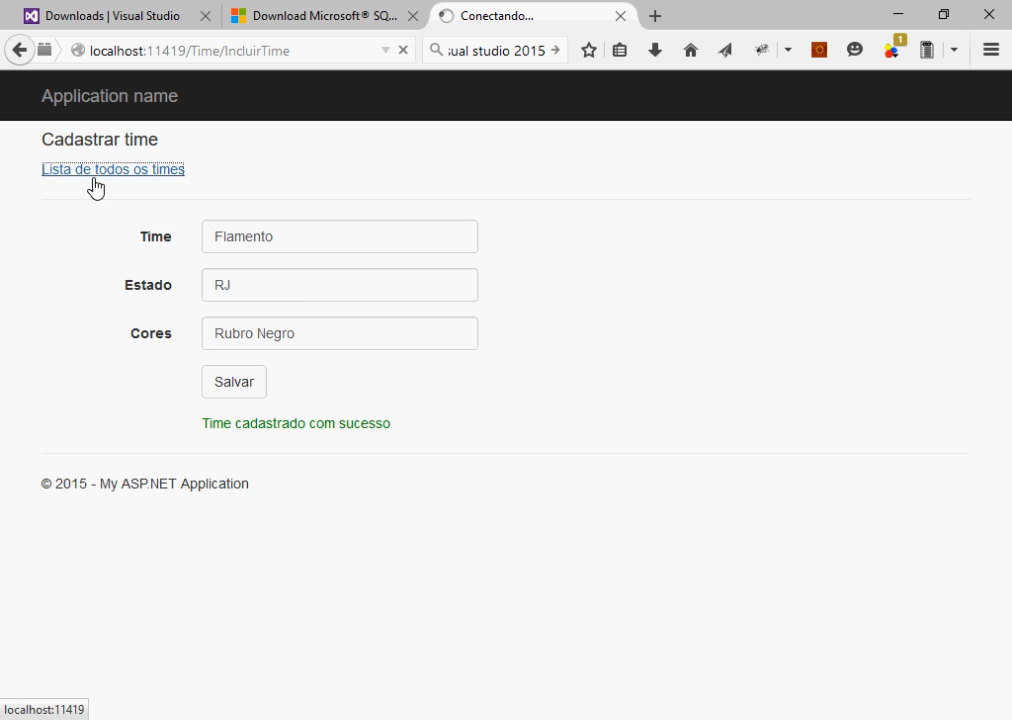 Downloads | Visual Studio
Download Microsoft® SQ...
Conectando...
localhost:11419/Time/IncluirTime
ual studio 2015
1
Application name
Cadastrar time
Lista de todos os times
Time
Flamento
Estado
RJ
Cores
Rubro Negro
Salvar
Time cadastrado com sucesso
© 2015 - My ASP.NET Application
localhost:11419